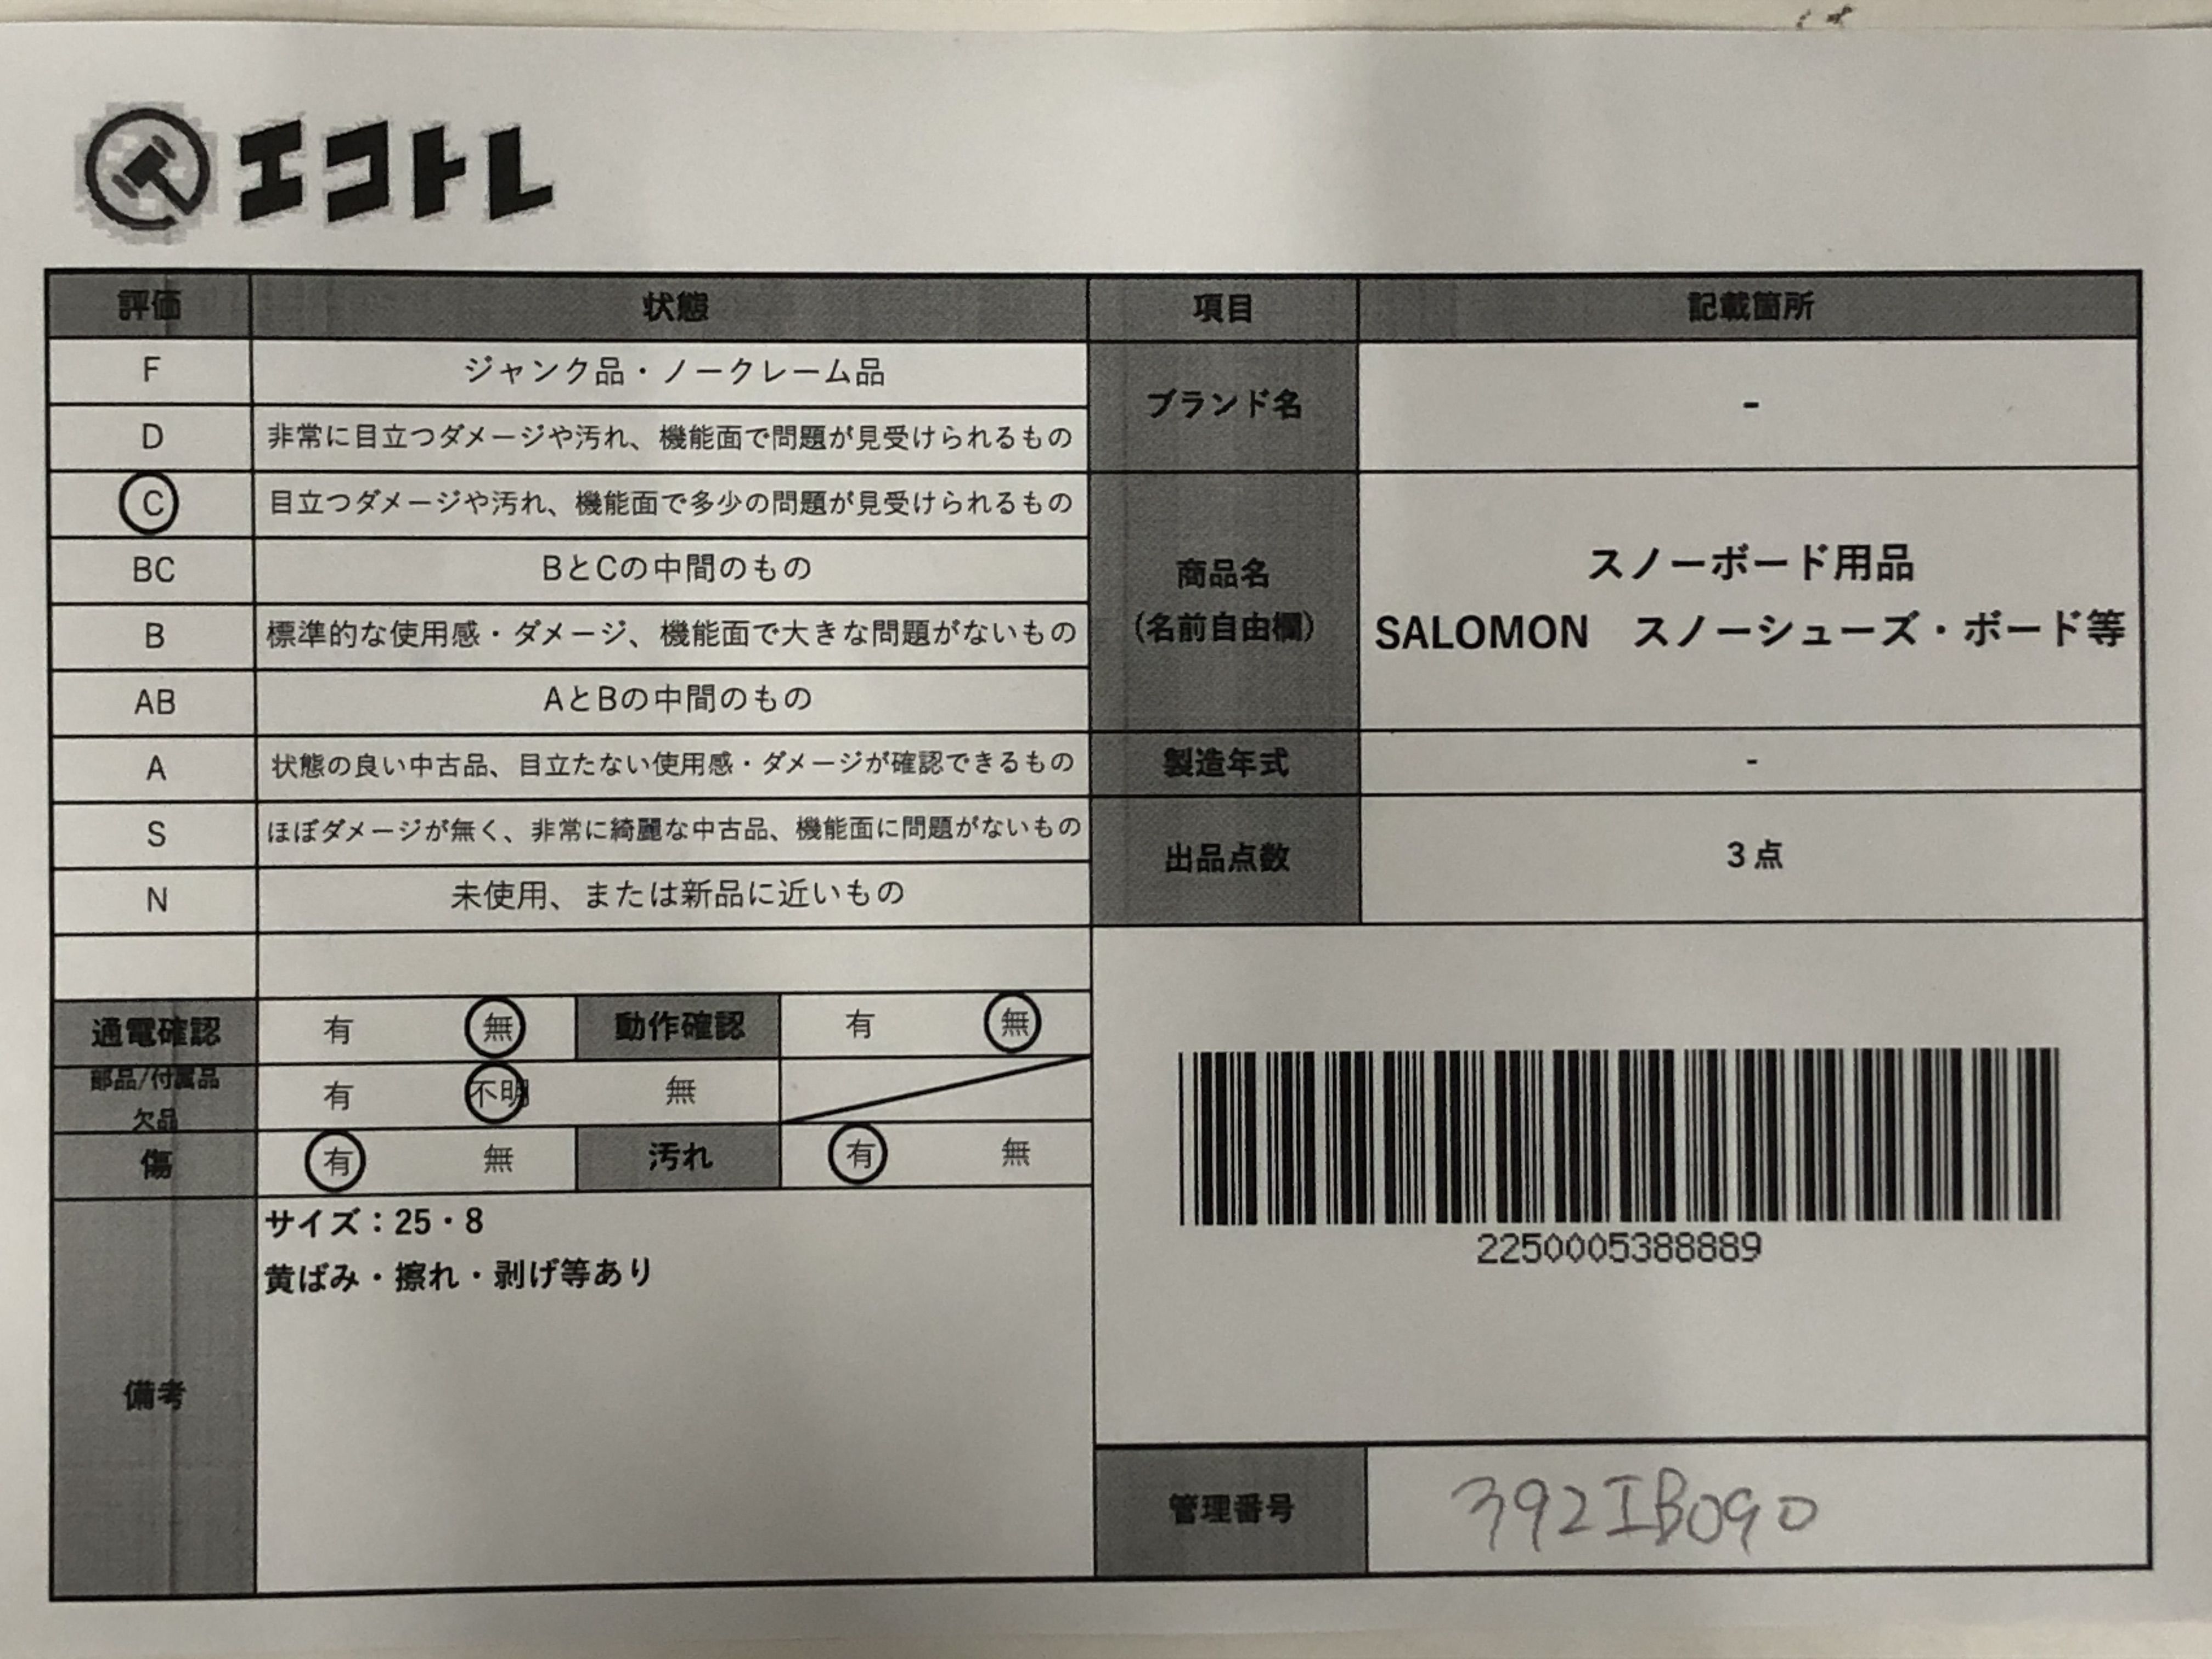 エコトレ
評価 状態 項目 記載箇所
F ジャンク品・ノークレーム品
D 非常に目立つダメージや汚れ、機能面で問題が見受けられるもの
C 目立つダメージや汚れ、機能面で多少の問題が見受けられるもの
BC BとCの中間のもの
B 標準的な使用感・ダメージ、機能面で大きな問題がないもの
AB AとBの中間のもの
A 状態の良い中古品、目立たない使用感・ダメージが確認できるもの
S ほぼダメージが無く、非常に綺麗な中古品、機能面に問題がないもの
N 未使用、または新品に近いもの
通電確認 有 無 動作確認 有 無
部品/付属品
欠品
有 不明 無
傷 有 無 汚れ 有 無
備考
サイズ：25・8
黄ばみ・擦れ・剥げ等あり
ブランド名 -
商品名
(名前自由欄)
スノーボード用品
SALOMON スノーシューズ・ボード等
製造年式 -
出品点数 3点
2250005388889
管理番号 392IB090